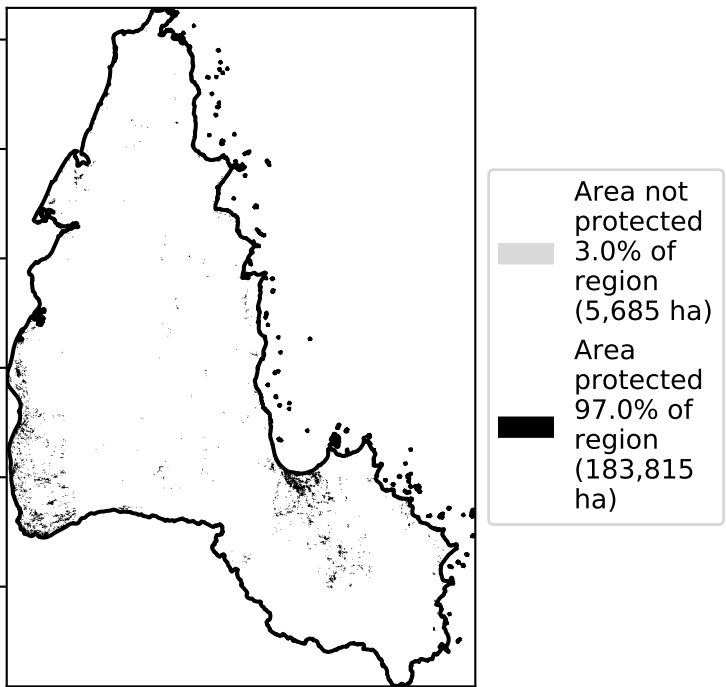 Area not
protected
3.0% of
region
(5,685 ha)
Area
protected
97.0% of
region
(183,815
ha)